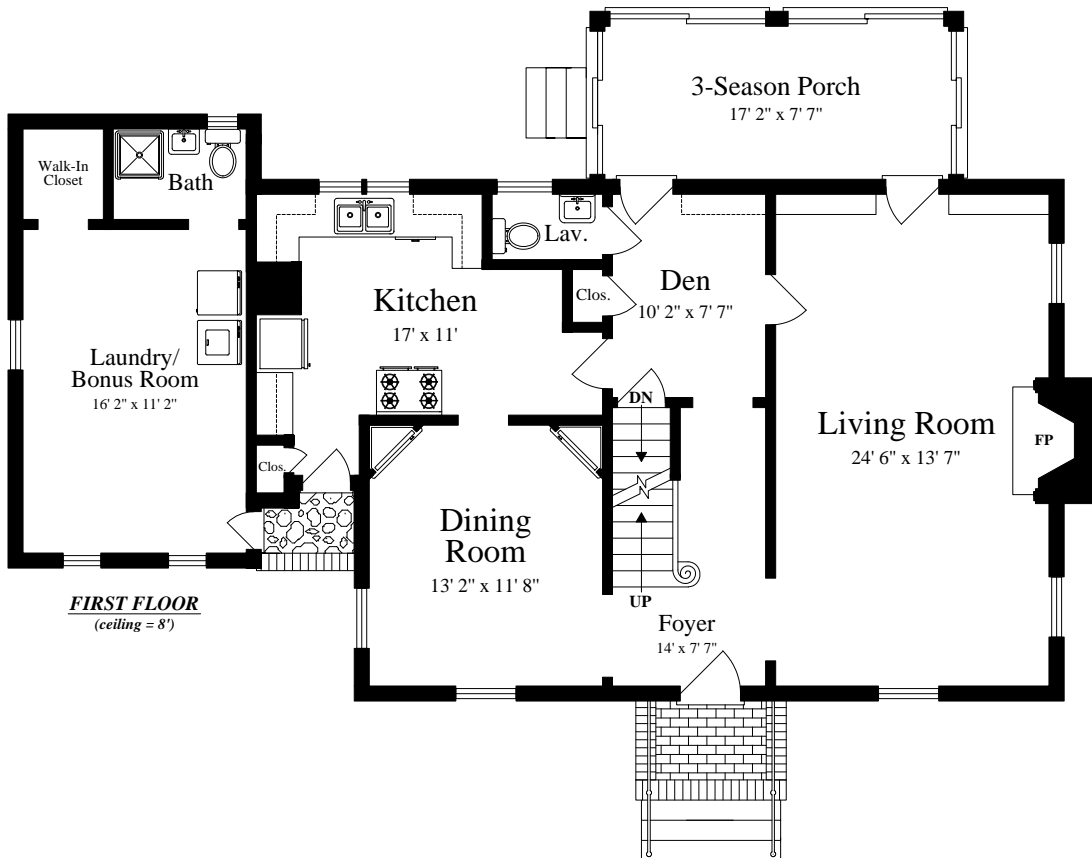 3-Season Porch
17' 2" x 7' 7"
Walk-In
Closet
Bath
Lav.
Den
10' 2" x 7' 7"
Clos.
Kitchen
17' x 11'
Laundry/
Bonus Room
16' 2" x 11' 2"
DN
Living Room
24' 6" x 13' 7"
FP
Clos.
Dining
Room
13' 2" x 11' 8"
UP
Foyer
14' x 7' 7"
FIRST FLOOR
(ceiling = 8')